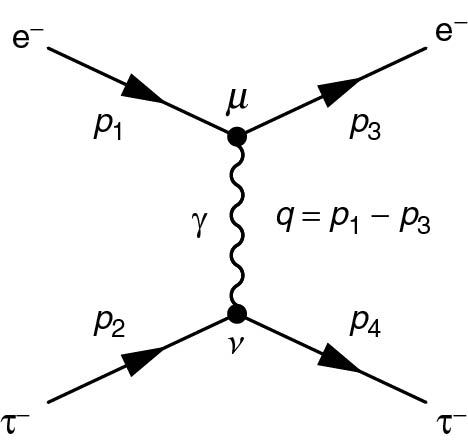 e⁻ e⁻
μ
p₁ p₃
γ q = p₁ − p₃
p₂ p₄
ν
τ⁻ τ⁻